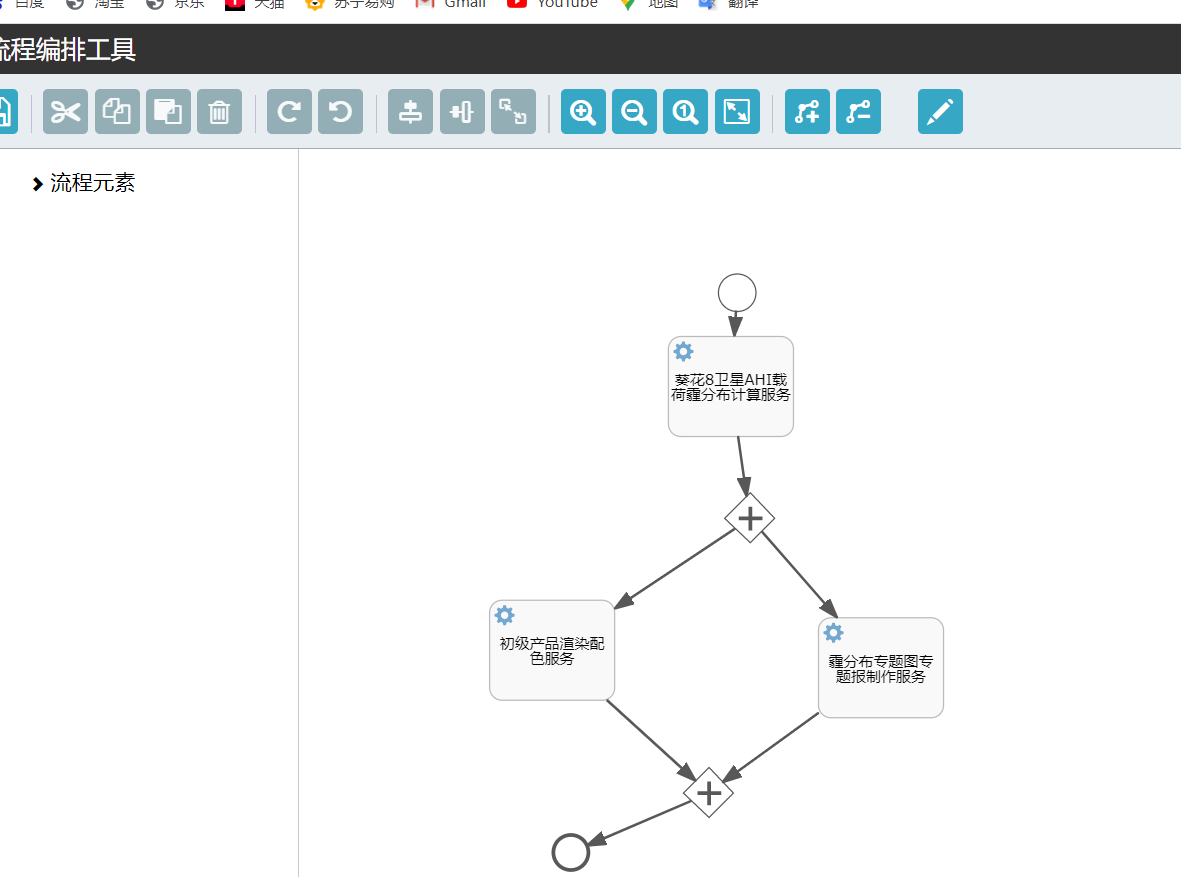 百度 淘宝 京东 天猫 苏宁易购 Gmail YouTube 地图 翻译
流程编排工具
1
流程元素
葵花8卫星AHI载
荷霾分布计算服务
初级产品渲染配
色服务
霾分布专题图专
题报制作服务